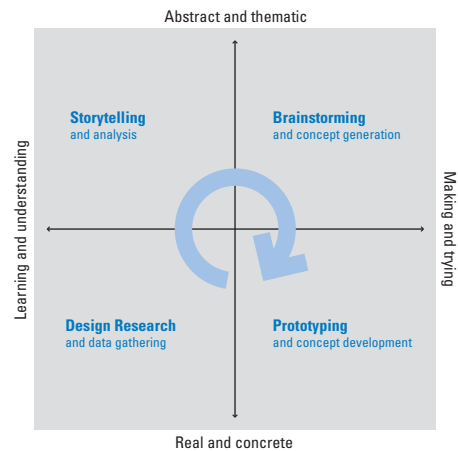 Abstract and thematic
Storytelling
and analysis
Brainstorming
and concept generation
Learning and understanding
Making and trying
Design Research
and data gathering
Prototyping
and concept development
Real and concrete